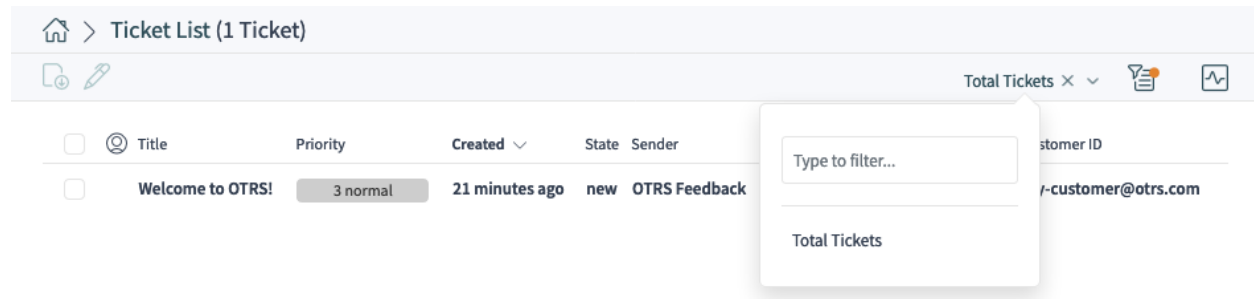 Ticket List (1 Ticket)
Total Tickets
Title Priority Created State Sender stomer ID
Welcome to OTRS! 3 normal 21 minutes ago new OTRS Feedback -customer@otrs.com
Type to filter...
Total Tickets